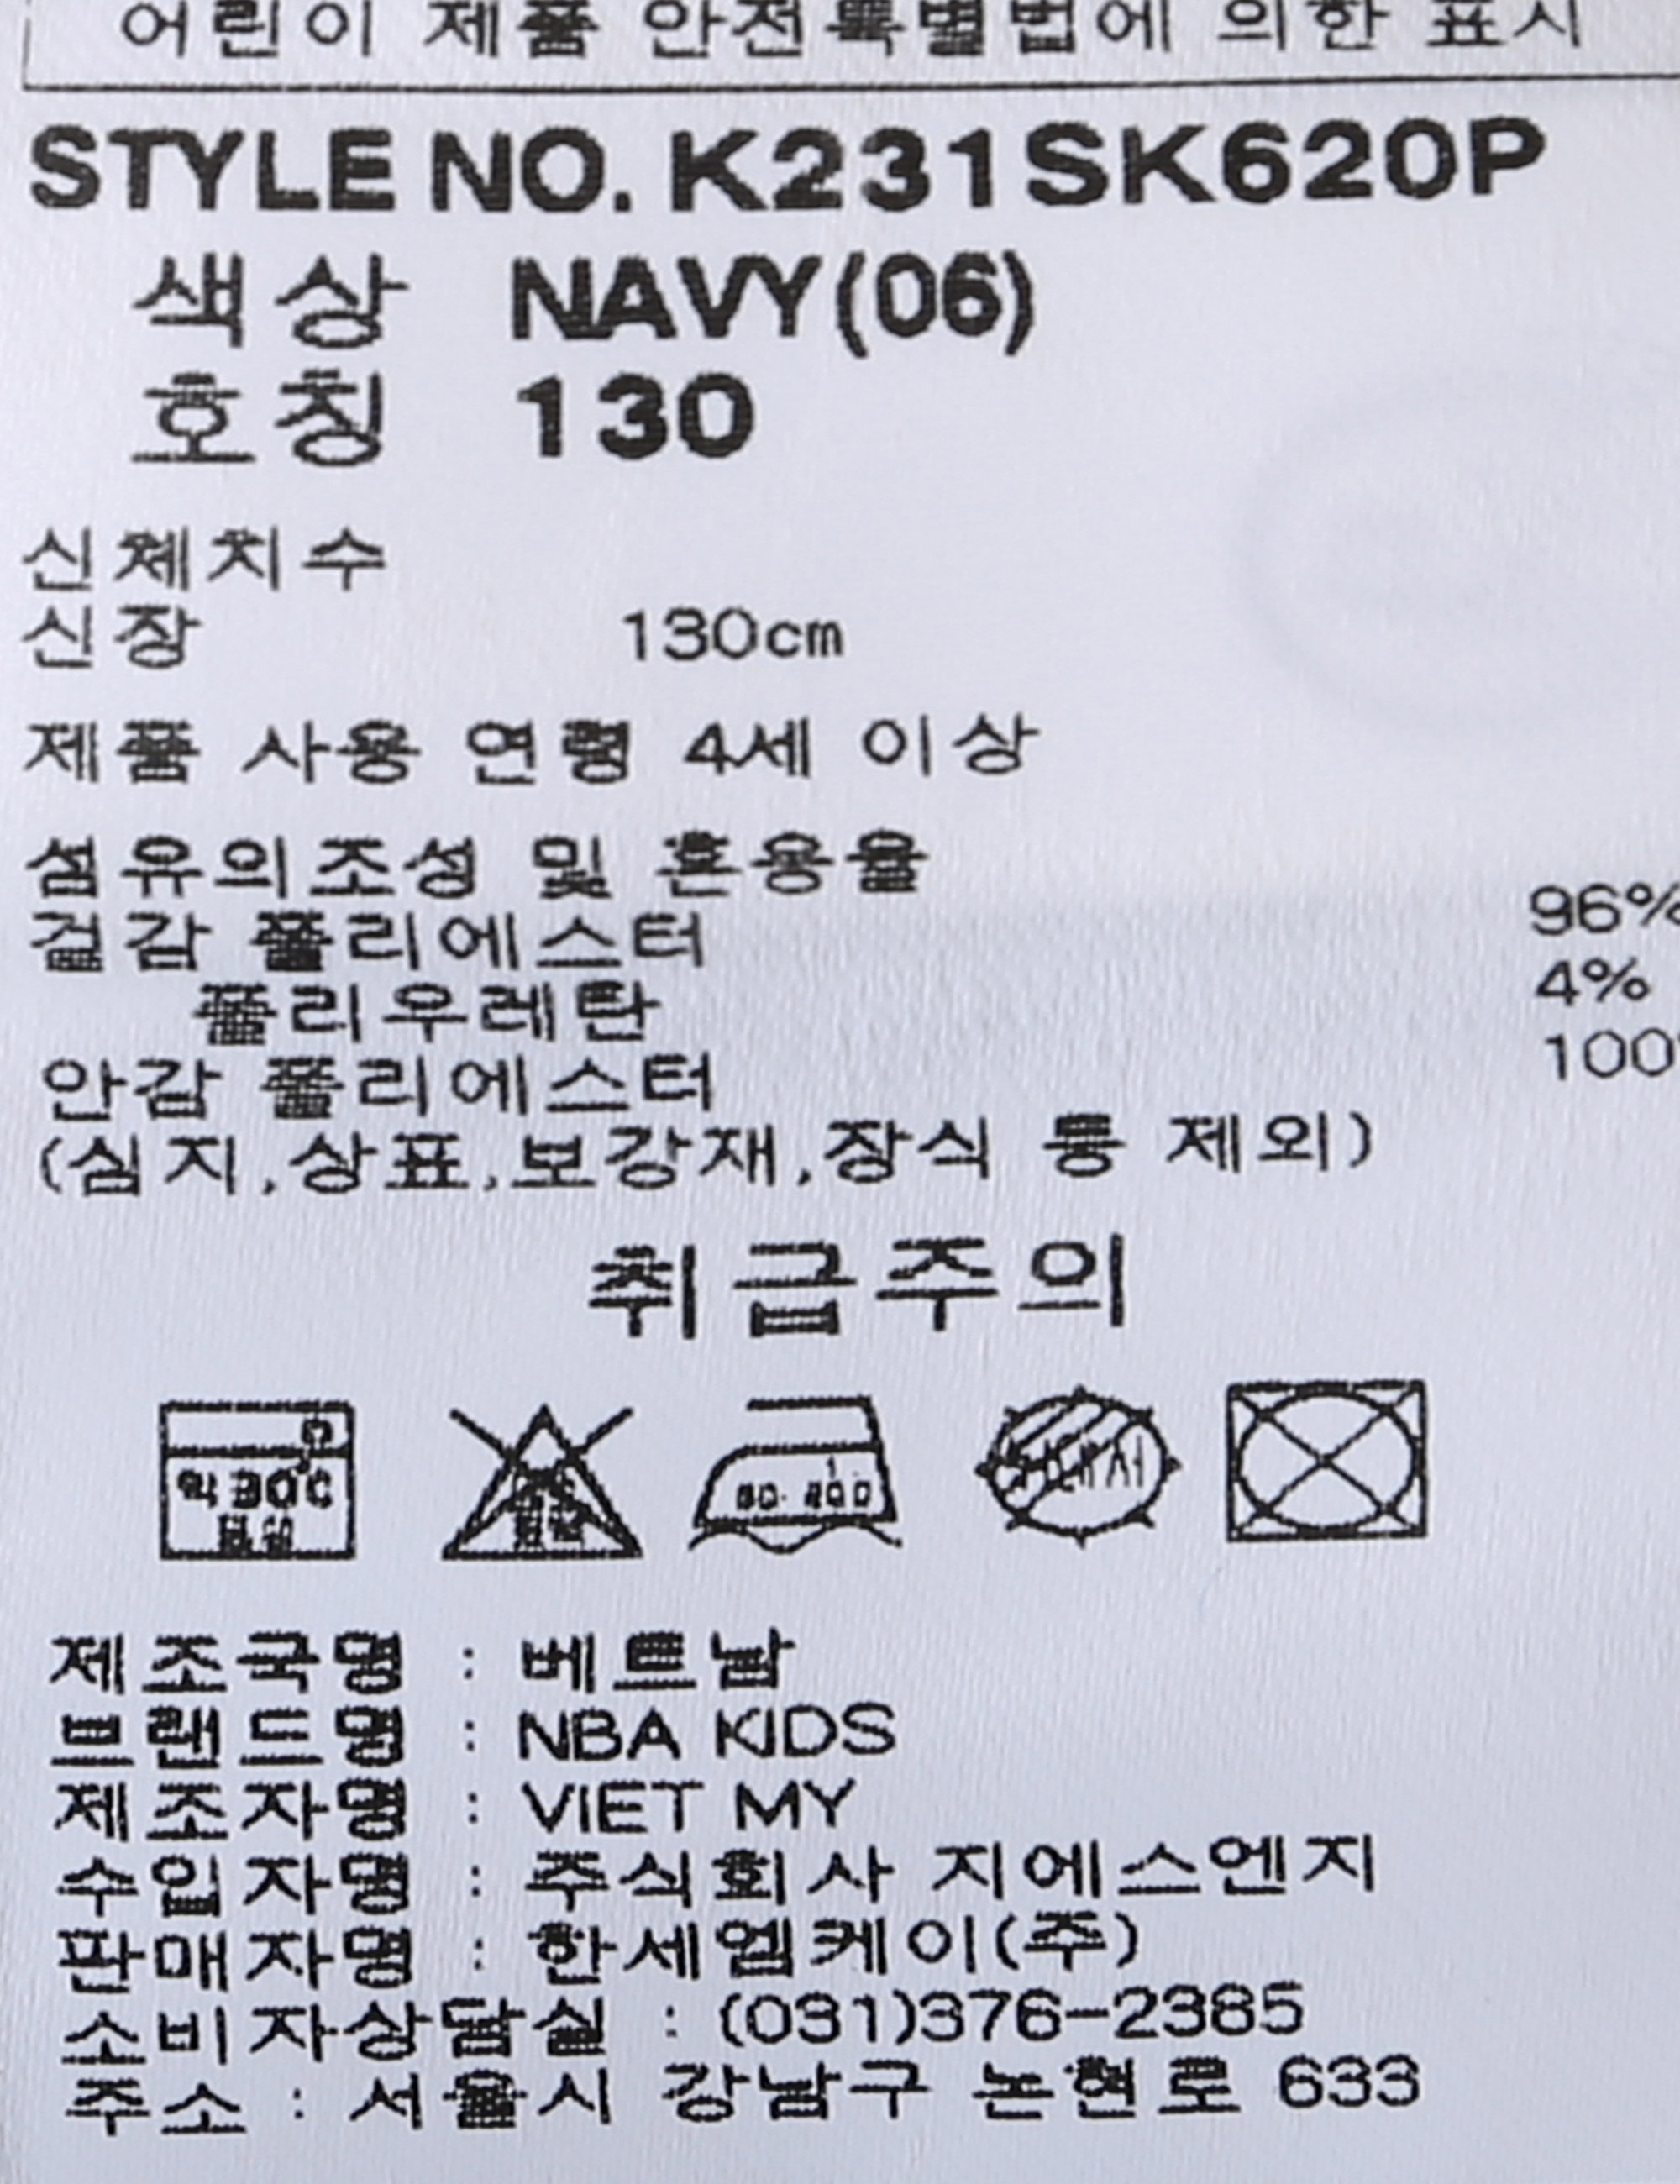 어린이 제품 안전특별법에 의한 표시
STYLE NO. K231SK620P
색상 NAVY(06)
호칭 130
신체치수
신장 130cm
제품 사용 연령 4세 이상
섬유의조성 및 혼용율
겉감 폴리에스터 96%
폴리우레탄 4%
안감 폴리에스터 100
(심지,상표,보강재,장식 등 제외)
취급주의
약 30℃
중성
80-120
제조국명 : 베트남
브랜드명 : NBA KIDS
제조자명 : VIET MY
수입자명 : 주식회사 지에스엔지
판매자명 : 한세엠케이(주)
소비자상담실 : (031)376-2385
주소 : 서울시 강남구 논현로 633